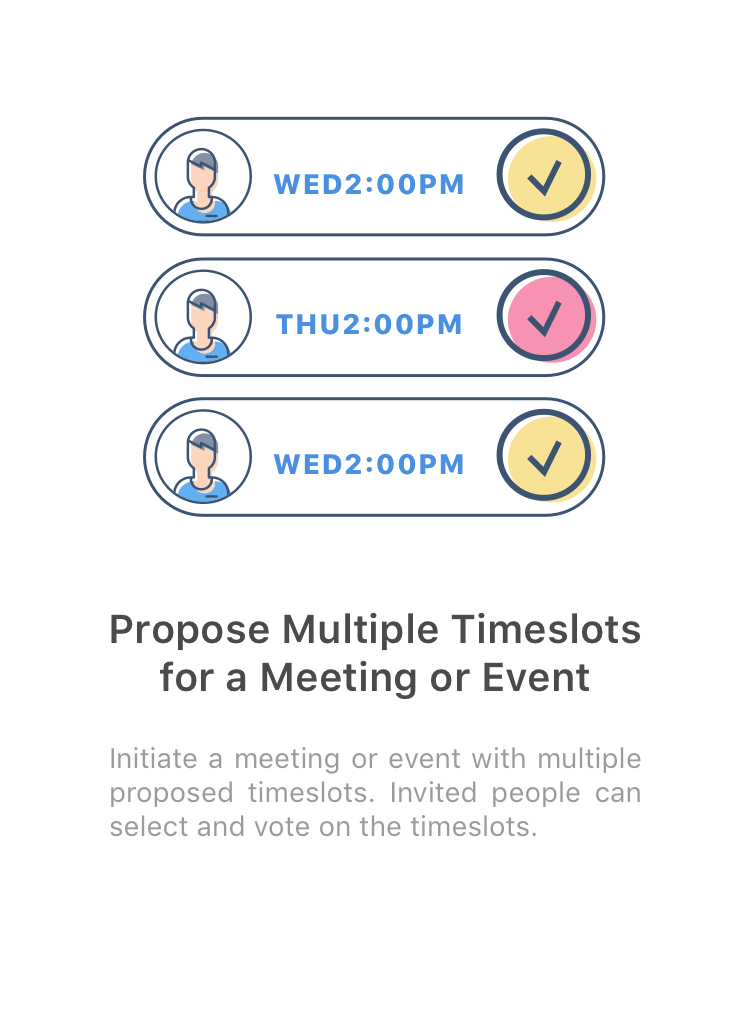 WED2:00PM
THU2:00PM
WED2:00PM
Propose Multiple Timeslots
for a Meeting or Event
Initiate a meeting or event with multiple
proposed timeslots. Invited people can
select and vote on the timeslots.